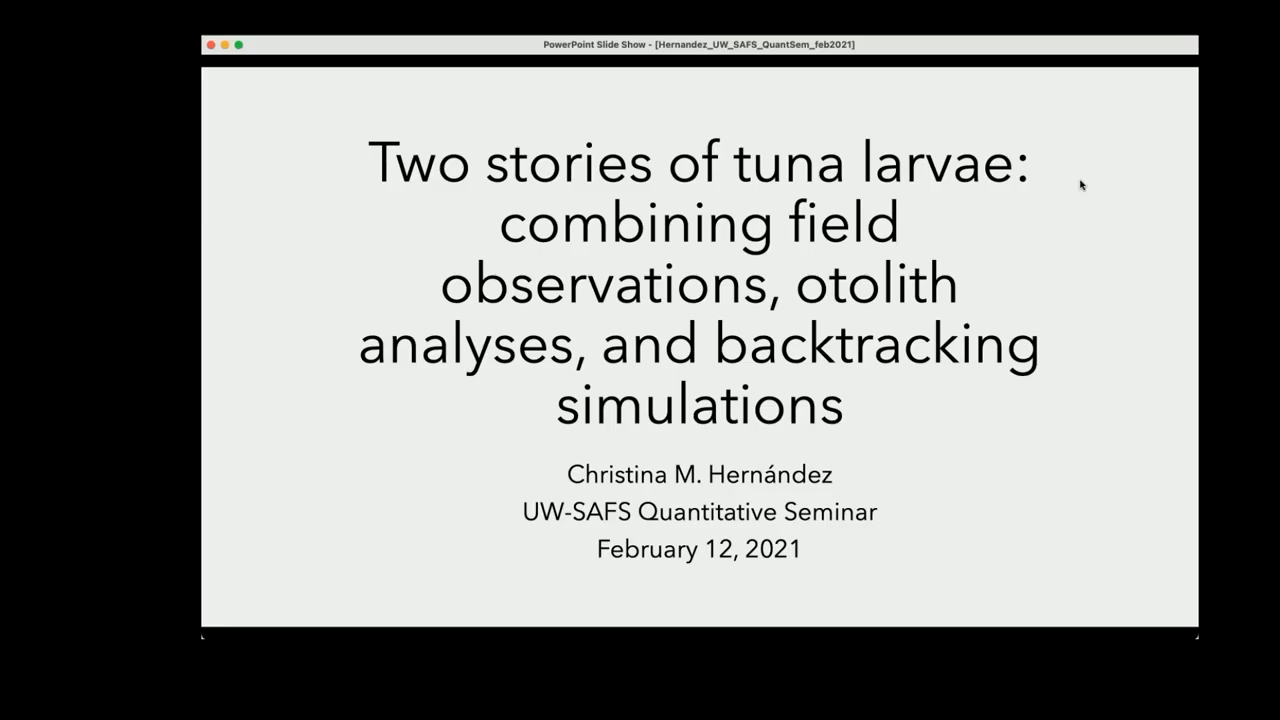 PowerPoint Slide Show - [Hernandez_UW_SAFS_QuantSem_feb2021]
Two stories of tuna larvae:
combining field
observations, otolith
analyses, and backtracking
simulations
Christina M. Hernández
UW-SAFS Quantitative Seminar
February 12, 2021